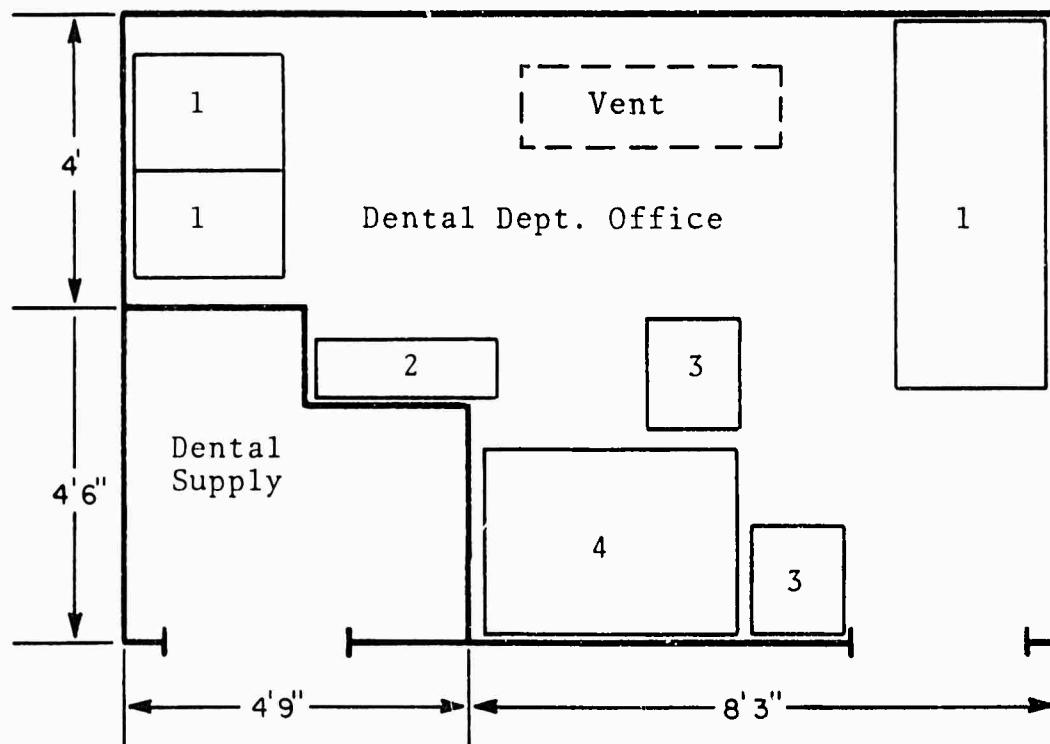 1
Vent
4'
1
Dental Dept. Office
1
2
3
Dental
Supply
4'6"
4
3
4'9"
8'3"